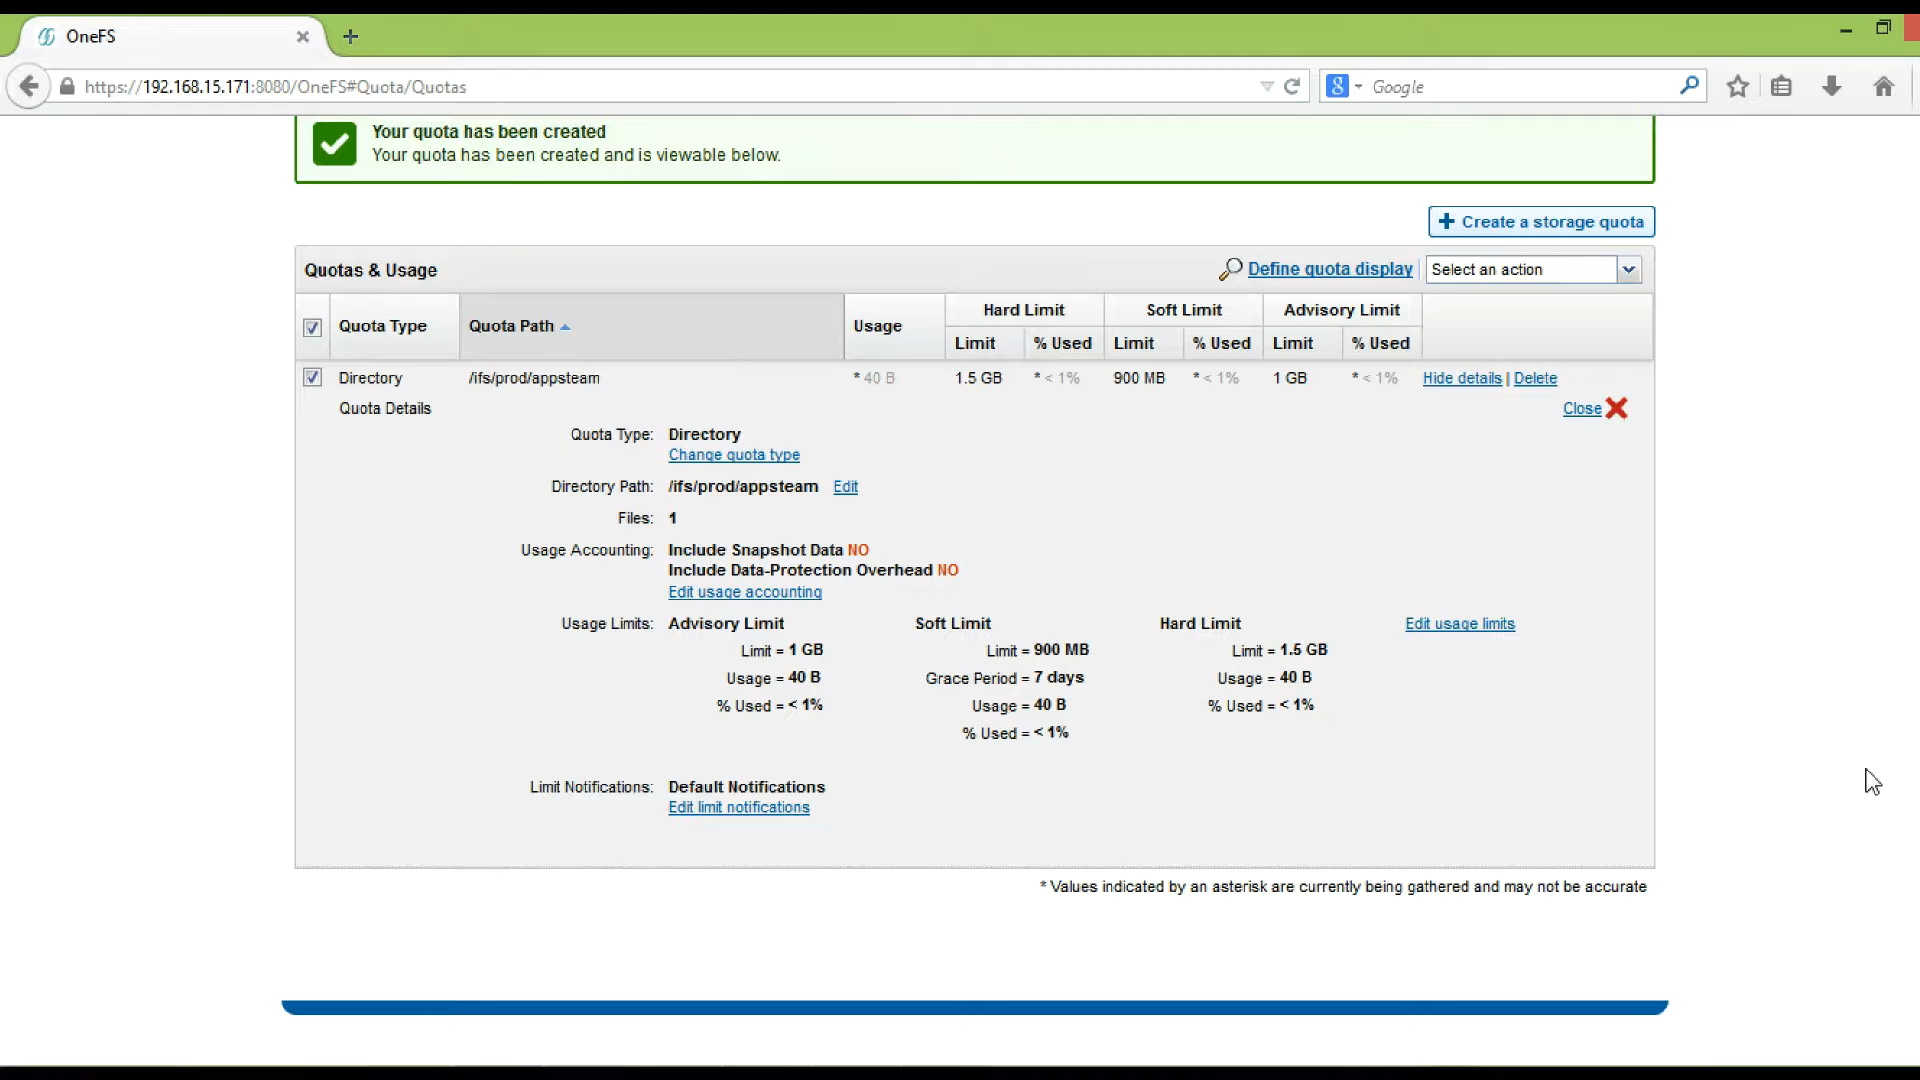 OneFS
https://192.168.15.171:8080/OneFS#Quota/Quotas
Google
Your quota has been created
Your quota has been created and is viewable below.
Create a storage quota
Quotas & Usage
Define quota display
Select an action
Quota Type Quota Path Usage Hard Limit Soft Limit Advisory Limit
Limit % Used Limit % Used Limit % Used
Directory /ifs/prod/appsteam * 40 B 1.5 GB * < 1% 900 MB * < 1% 1 GB * < 1% Hide details | Delete
Quota Details Close
Quota Type: Directory
Change quota type
Directory Path: /ifs/prod/appsteam Edit
Files: 1
Usage Accounting: Include Snapshot Data NO
Include Data-Protection Overhead NO
Edit usage accounting
Usage Limits: Advisory Limit Soft Limit Hard Limit Edit usage limits
Limit = 1 GB Limit = 900 MB Limit = 1.5 GB
Usage = 40 B Grace Period = 7 days Usage = 40 B
% Used = < 1% Usage = 40 B % Used = < 1%
% Used = < 1%
Limit Notifications: Default Notifications
Edit limit notifications
* Values indicated by an asterisk are currently being gathered and may not be accurate